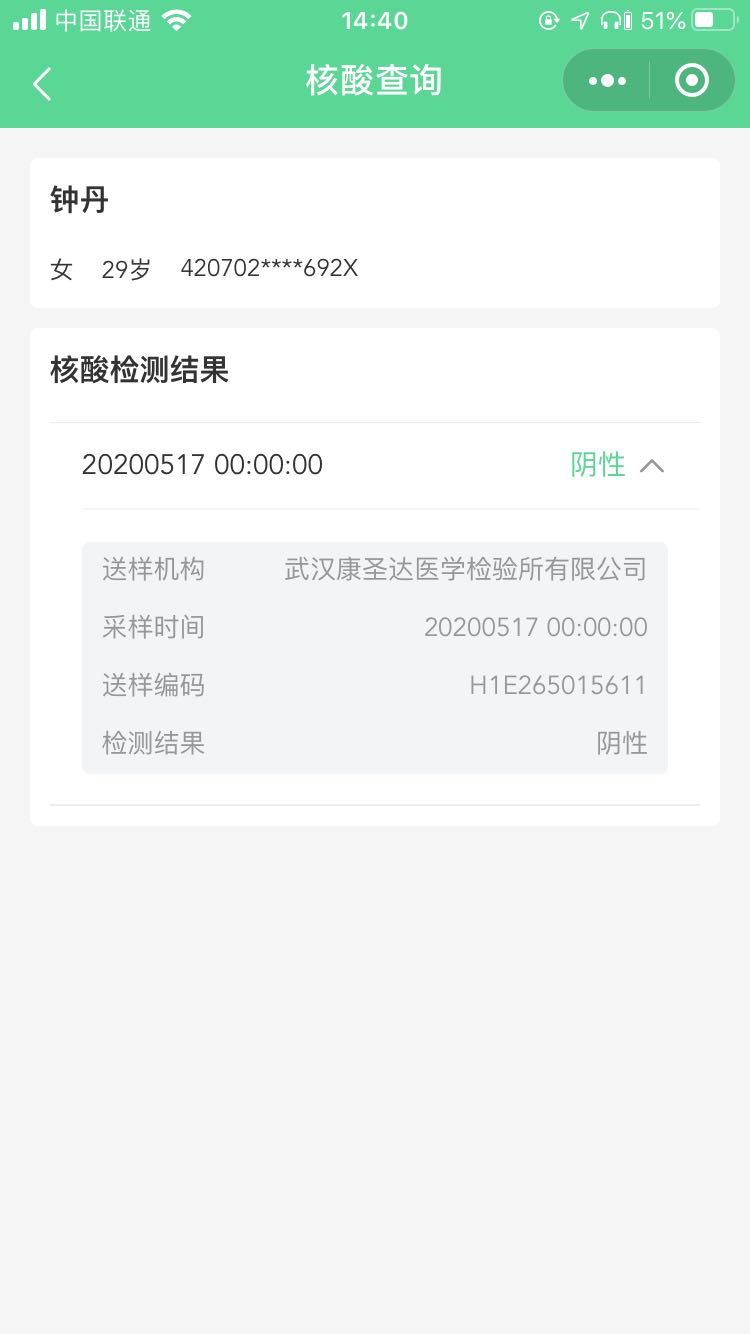 中国联通 14:40 51%
核酸查询
钟丹
女 29岁 420702****692X
核酸检测结果
20200517 00:00:00 阴性
送样机构 武汉康圣达医学检验所有限公司
采样时间 20200517 00:00:00
送样编码 H1E265015611
检测结果 阴性